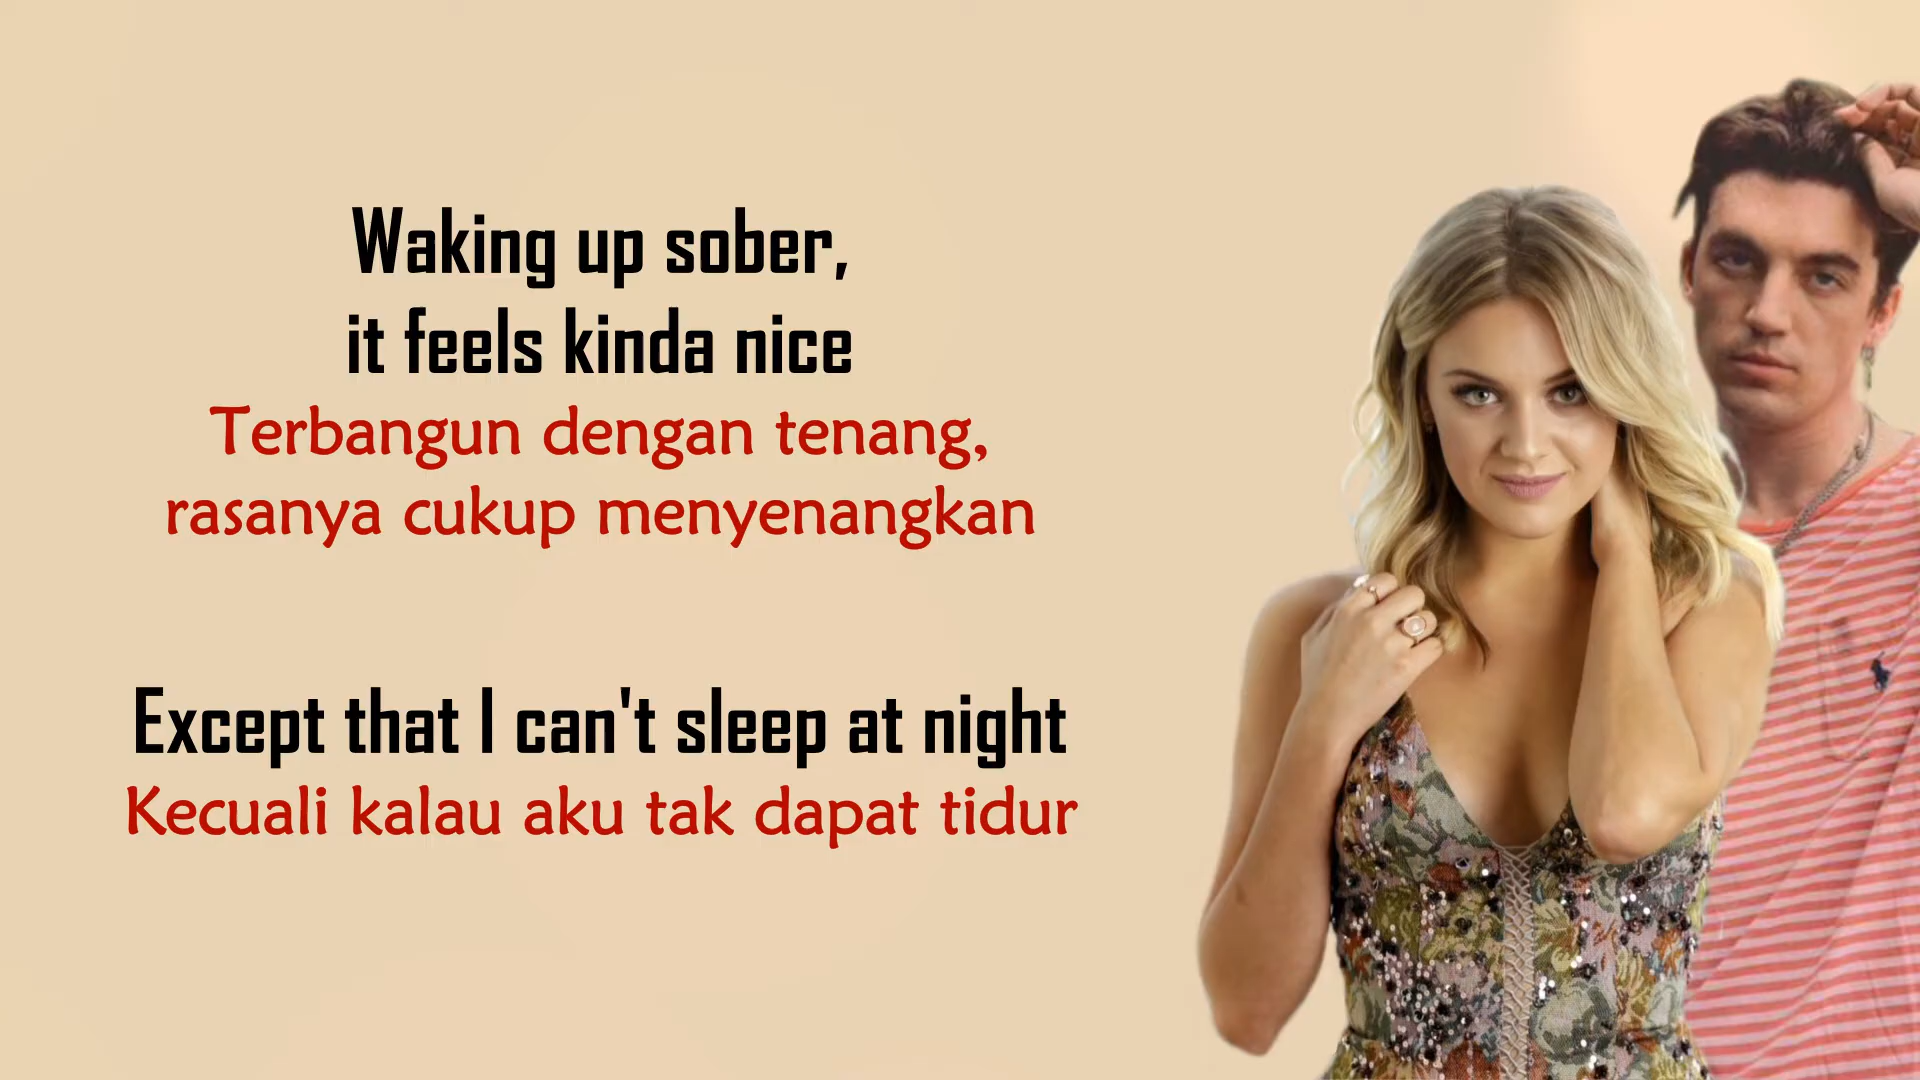 Waking up sober,
it feels kinda nice
Terbangun dengan tenang,
rasanya cukup menyenangkan
Except that I can't sleep at night
Kecuali kalau aku tak dapat tidur